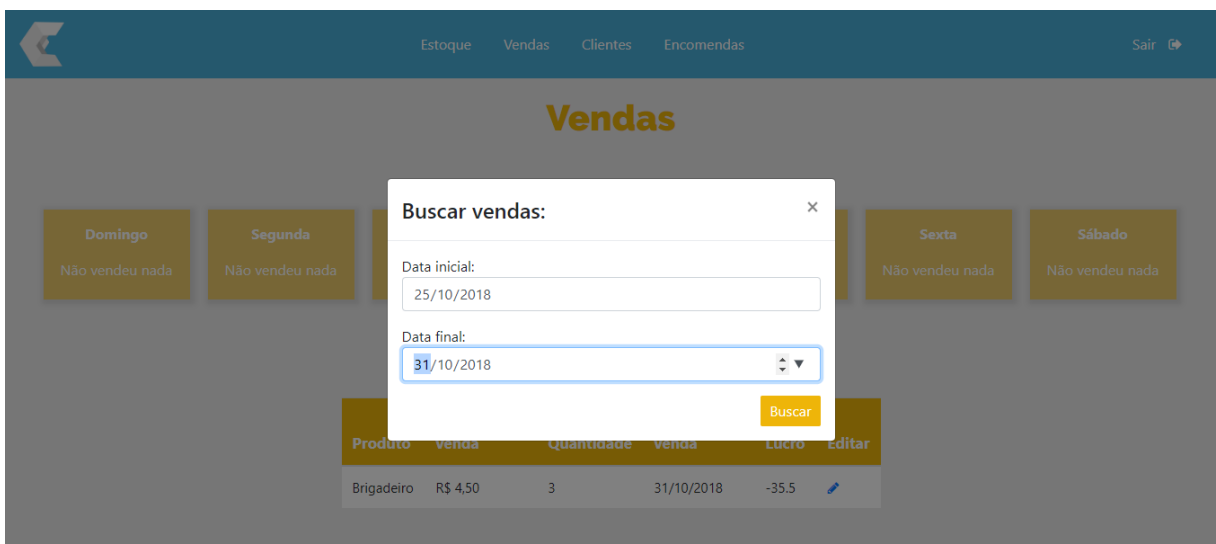 Estoque Vendas Clientes Encomendas Sair
Vendas
Buscar vendas: ×
Domingo Segunda Sexta Sábado
Não vendeu nada Não vendeu nada Não vendeu nada Não vendeu nada
Data inicial:
25/10/2018
Data final:
31/10/2018
Buscar
Produto Venda Quantidade Venda Lucro Editar
Brigadeiro R$ 4,50 3 31/10/2018 -35.5